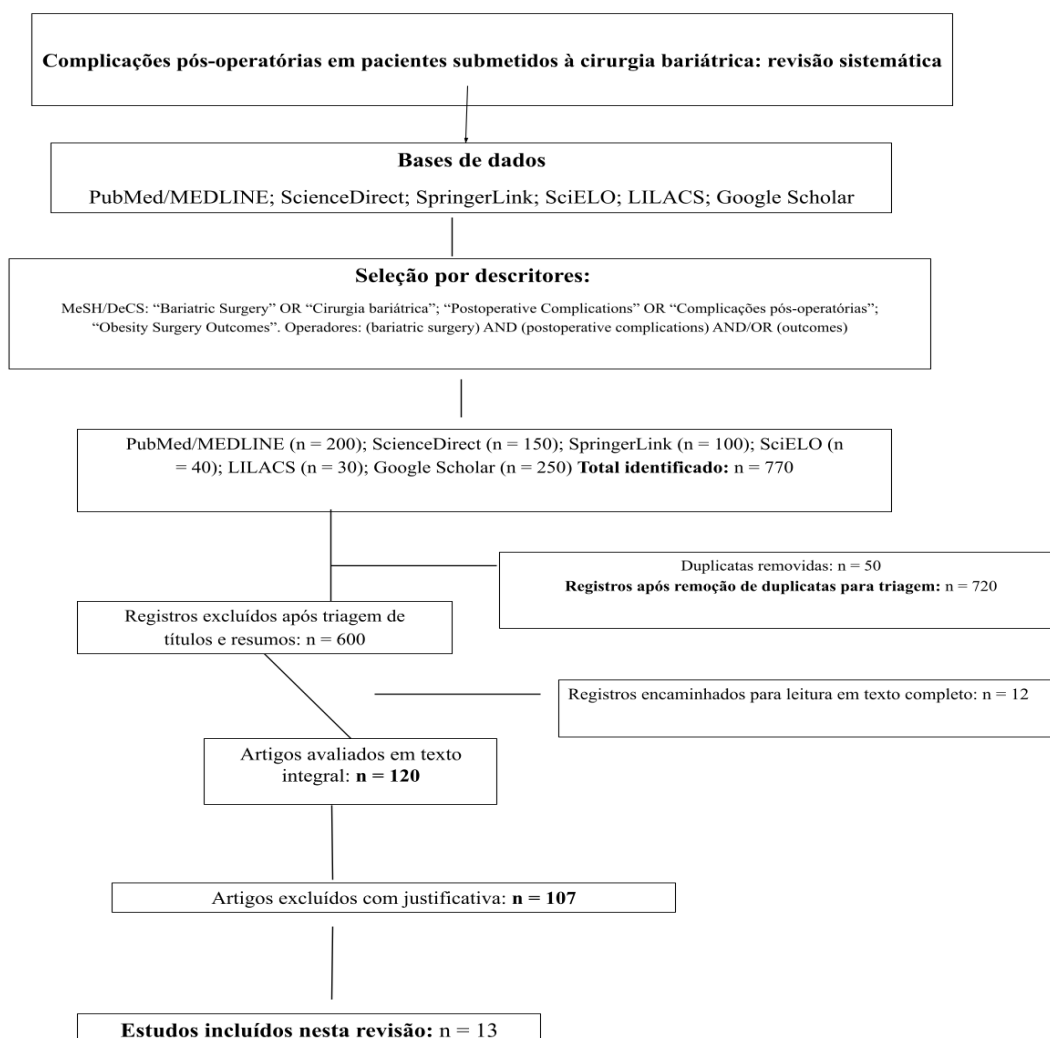 Complicações pós-operatórias em pacientes submetidos à cirurgia bariátrica: revisão sistemática
Bases de dados
PubMed/MEDLINE; ScienceDirect; SpringerLink; SciELO; LILACS; Google Scholar
Seleção por descritores:
MeSH/DeCS: “Bariatric Surgery” OR “Cirurgia bariátrica”; “Postoperative Complications” OR “Complicações pós-operatórias”;
“Obesity Surgery Outcomes”. Operadores: (bariatric surgery) AND (postoperative complications) AND/OR (outcomes)
PubMed/MEDLINE (n = 200); ScienceDirect (n = 150); SpringerLink (n = 100); SciELO (n
= 40); LILACS (n = 30); Google Scholar (n = 250) Total identificado: n = 770
Duplicatas removidas: n = 50
Registros após remoção de duplicatas para triagem: n = 720
Registros excluídos após triagem de
títulos e resumos: n = 600
Registros encaminhados para leitura em texto completo: n = 12
Artigos avaliados em texto
integral: n = 120
Artigos excluídos com justificativa: n = 107
Estudos incluídos nesta revisão: n = 13